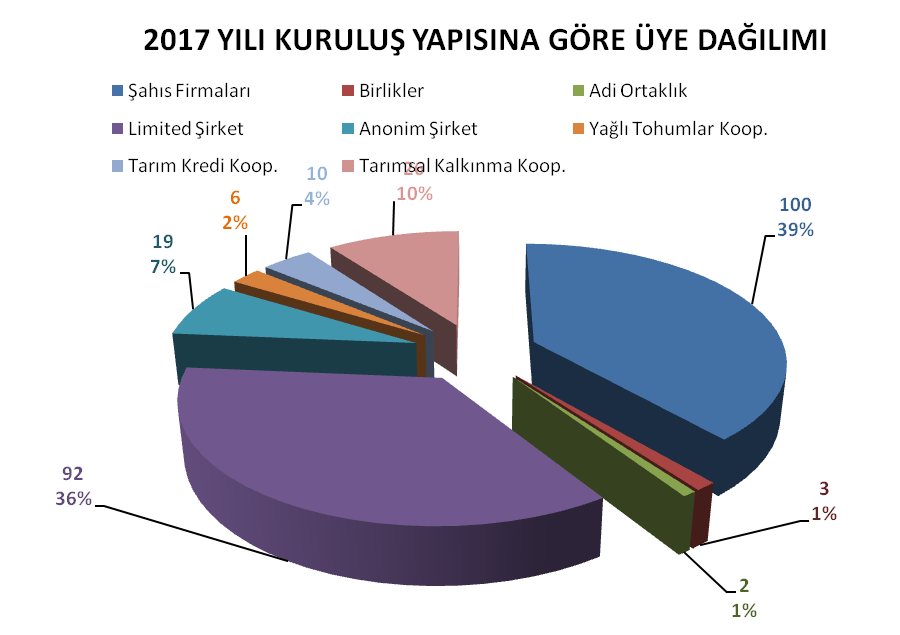 2017 YILI KURULUŞ YAPISINA GÖRE ÜYE DAĞILIMI
Şahıs Firmaları
Birlikler
Adi Ortaklık
Limited Şirket
Anonim Şirket
Yağlı Tohumlar Koop.
Tarım Kredi Koop.
Tarımsal Kalkınma Koop.
26
10%
10
4%
6
2%
19
7%
100
39%
92
36%
3
1%
2
1%